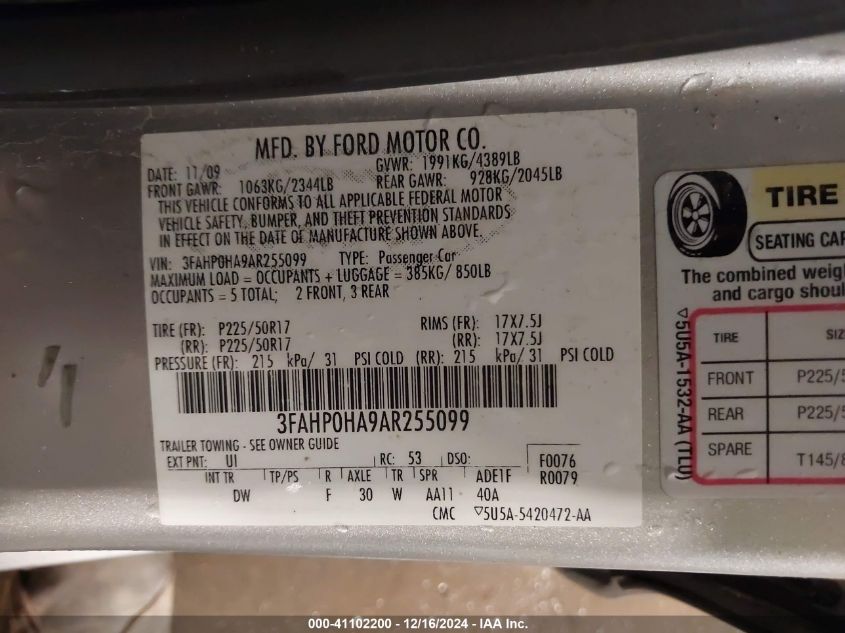 MFD. BY FORD MOTOR CO.
DATE: 11/09 GVWR: 1991KG/4389LB
FRONT GAWR: 1063KG/2344LB REAR GAWR: 928KG/2045LB
THIS VEHICLE CONFORMS TO ALL APPLICABLE FEDERAL MOTOR
VEHICLE SAFETY, BUMPER, AND THEFT PREVENTION STANDARDS
IN EFFECT ON THE DATE OF MANUFACTURE SHOWN ABOVE.
VIN: 3FAHP0HA9AR255099 TYPE: Passenger Car
MAXIMUM LOAD = OCCUPANTS + LUGGAGE = 385KG/ 850LB
OCCUPANTS = 5 TOTAL; 2 FRONT, 3 REAR
TIRE (FR): P225/50R17 RIMS (FR): 17X7.5J
(RR): P225/50R17 (RR): 17X7.5J
PRESSURE (FR): 215 kPa/ 31 PSI COLD (RR): 215 kPa/ 31 PSI COLD
3FAHP0HA9AR255099
TRAILER TOWING - SEE OWNER GUIDE
EXT PNT: UI RC: 53 DSO: F0076
INT TR TP/PS R AXLE TR SPR ADE1F R0079
DW F 30 W AA11 40A
CMC ▽5U5A-5420472-AA
TIRE
SEATING CAP
The combined weig
and cargo shoul
▽5U5A-1532-AA (TLU)
TIRE SIZ
FRONT P225/5
REAR P225/5
SPARE T145/8
000-41102200 - 12/16/2024 - IAA Inc.